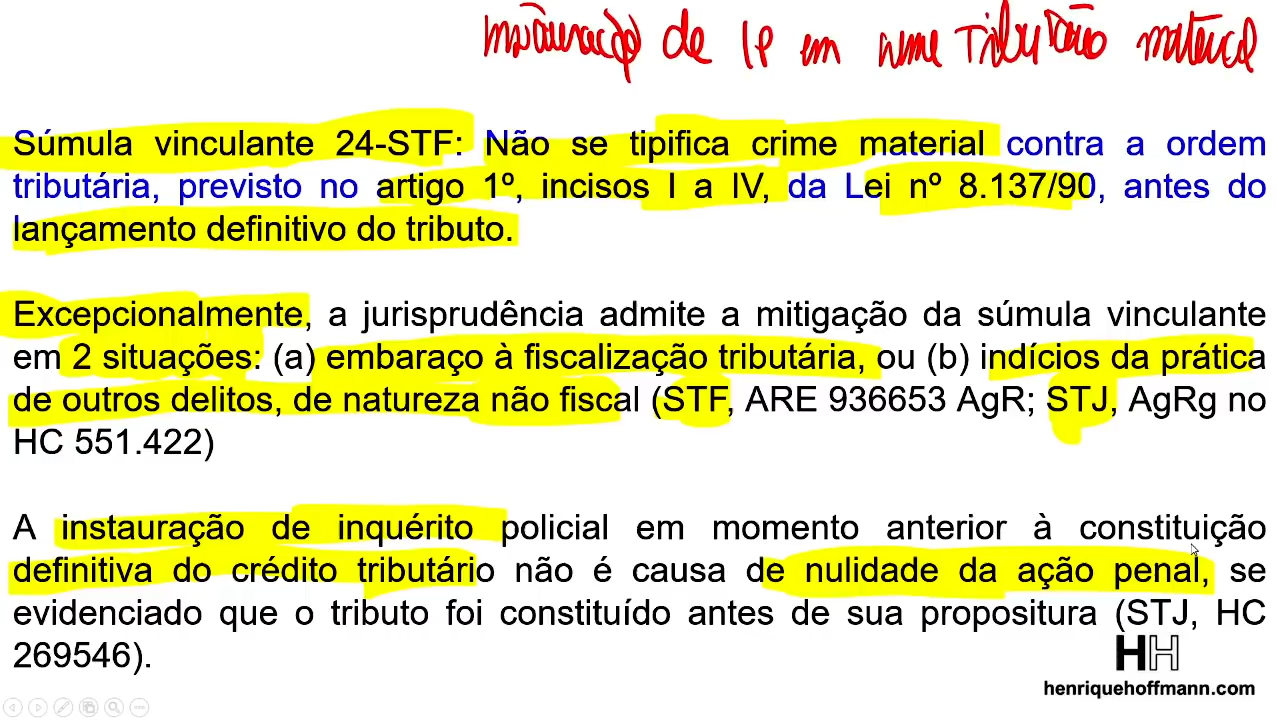 instauração de IP em crime tributário material
Súmula vinculante 24-STF: Não se tipifica crime material contra a ordem
tributária, previsto no artigo 1º, incisos I a IV, da Lei nº 8.137/90, antes do
lançamento definitivo do tributo.
Excepcionalmente, a jurisprudência admite a mitigação da súmula vinculante
em 2 situações: (a) embaraço à fiscalização tributária, ou (b) indícios da prática
de outros delitos, de natureza não fiscal (STF, ARE 936653 AgR; STJ, AgRg no
HC 551.422)
A instauração de inquérito policial em momento anterior à constituição
definitiva do crédito tributário não é causa de nulidade da ação penal, se
evidenciado que o tributo foi constituído antes de sua propositura (STJ, HC
269546).
HH
henriquehoffmann.com